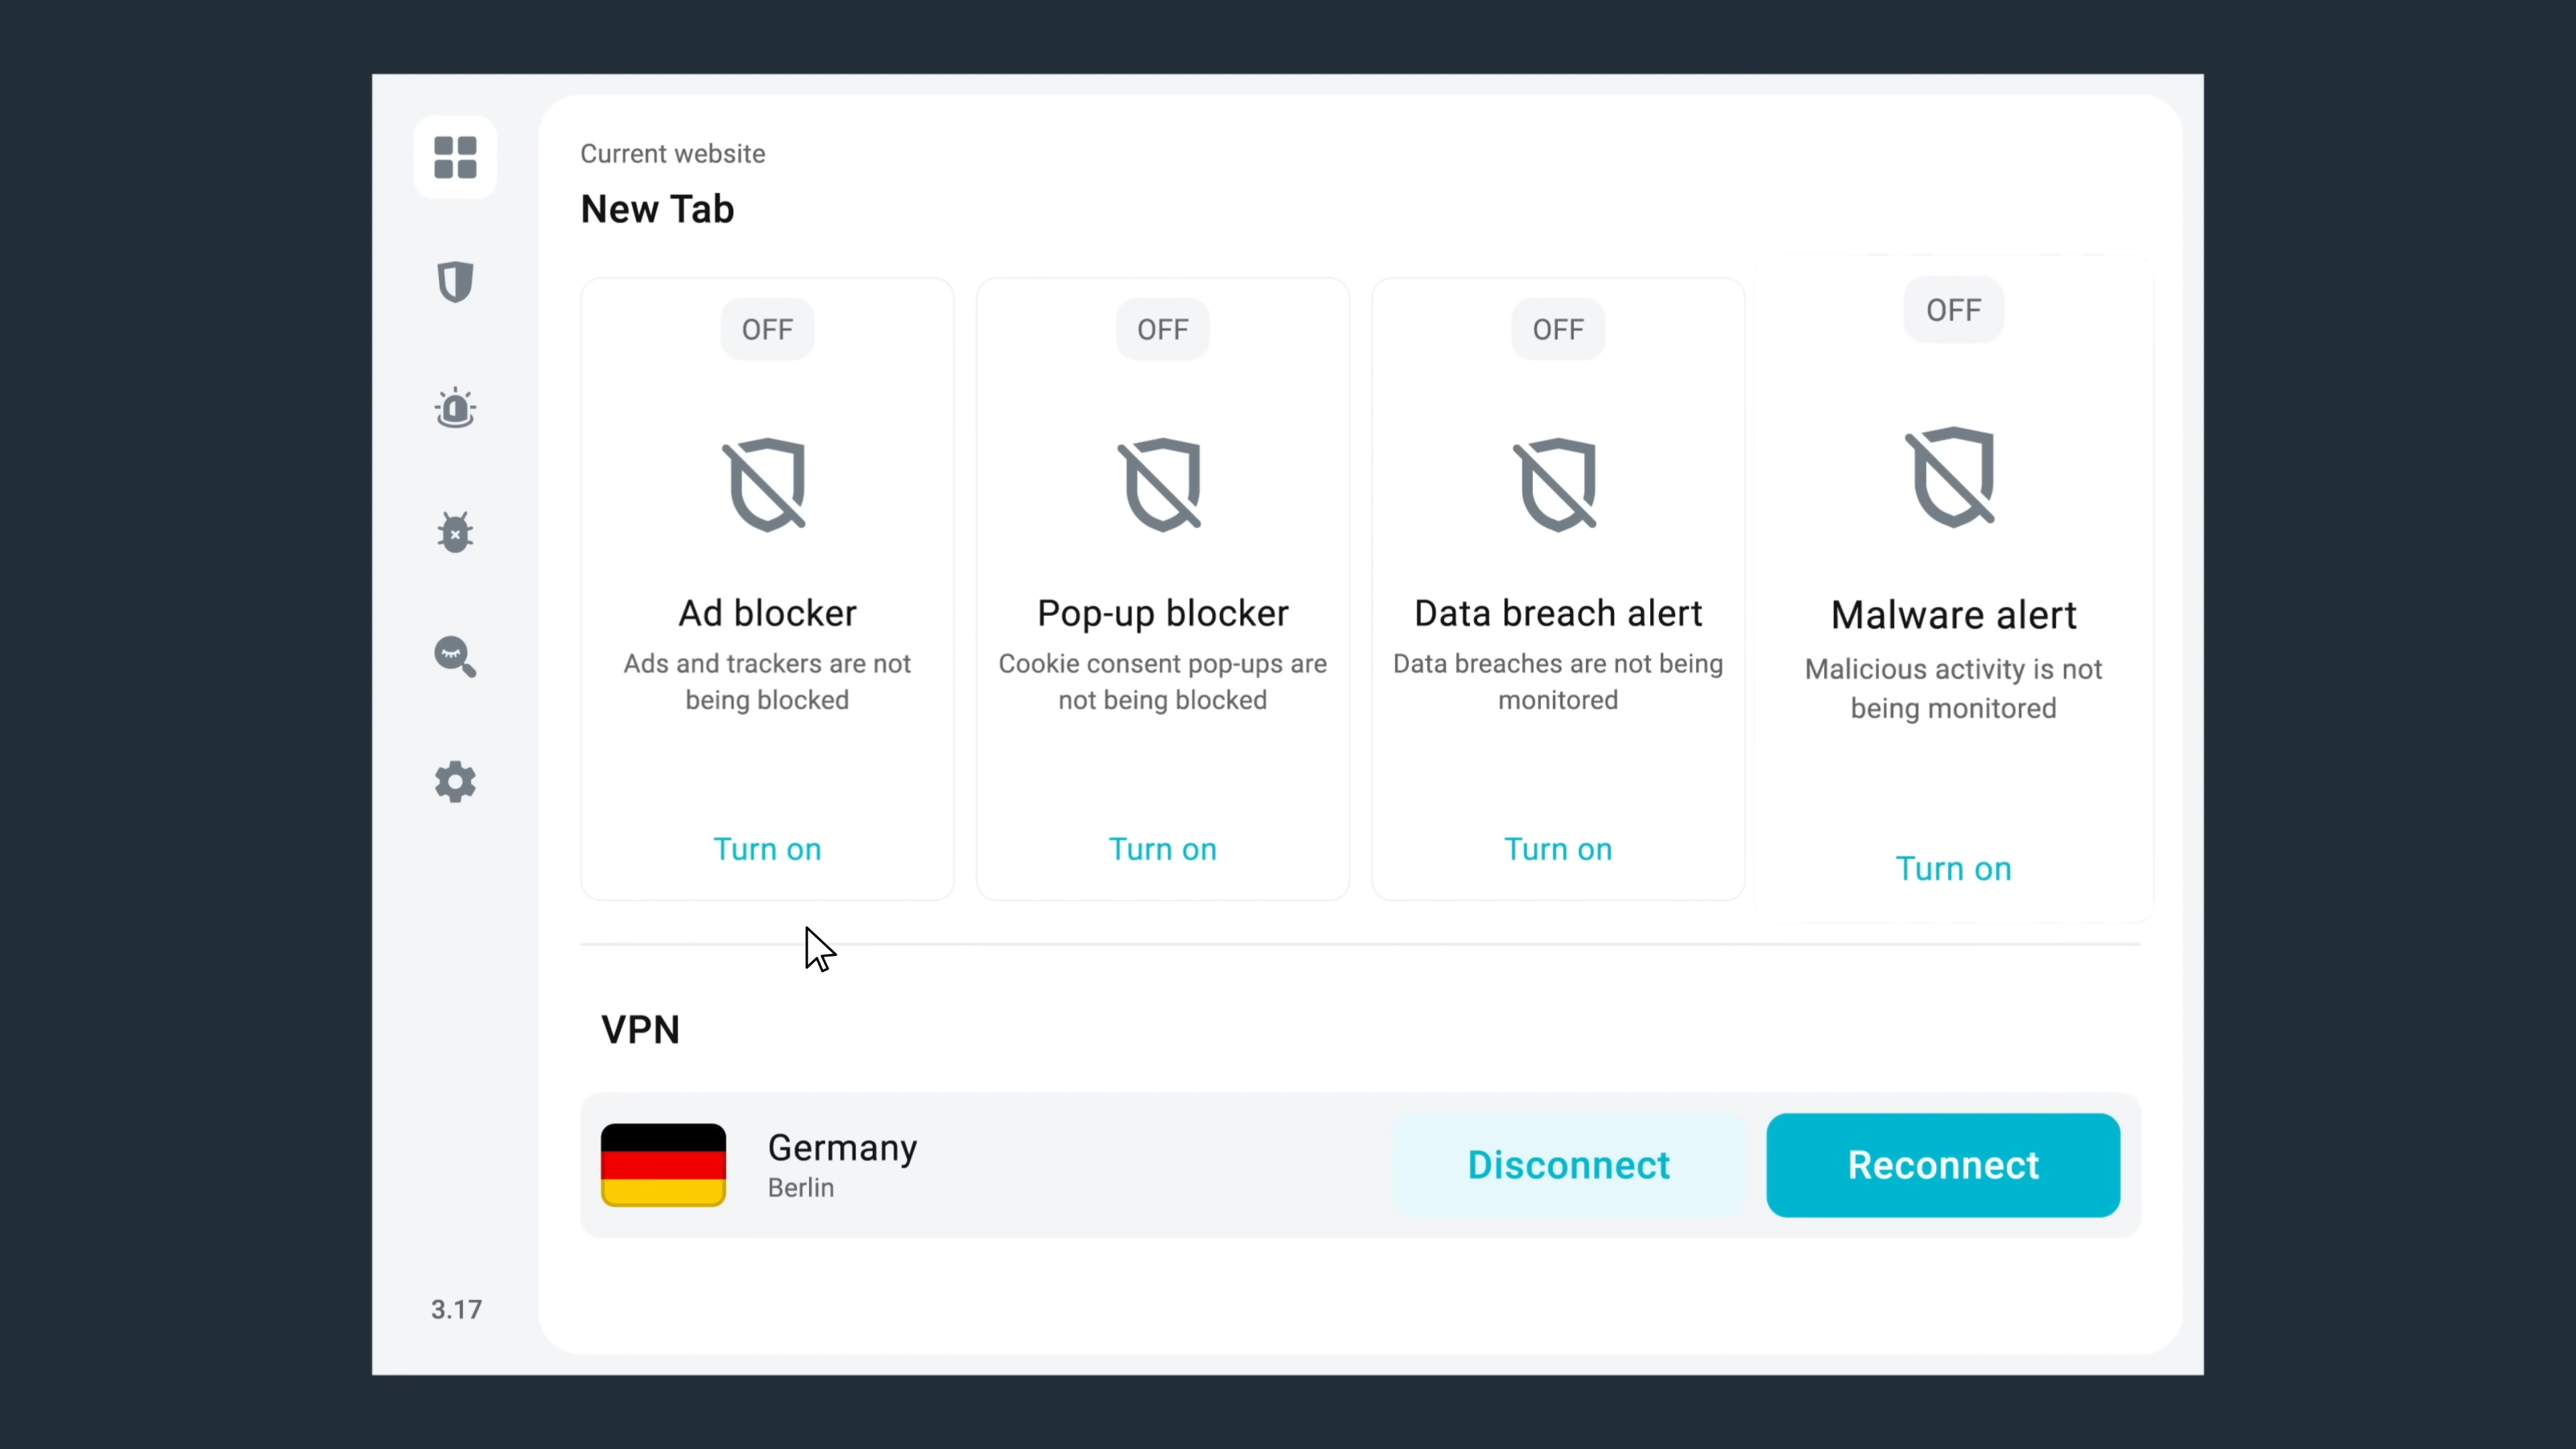 Current website
New Tab
OFF
Ad blocker
Ads and trackers are not
being blocked
Turn on
OFF
Pop-up blocker
Cookie consent pop-ups are
not being blocked
Turn on
OFF
Data breach alert
Data breaches are not being
monitored
Turn on
OFF
Malware alert
Malicious activity is not
being monitored
Turn on
VPN
Germany
Berlin
Disconnect
Reconnect
3.17